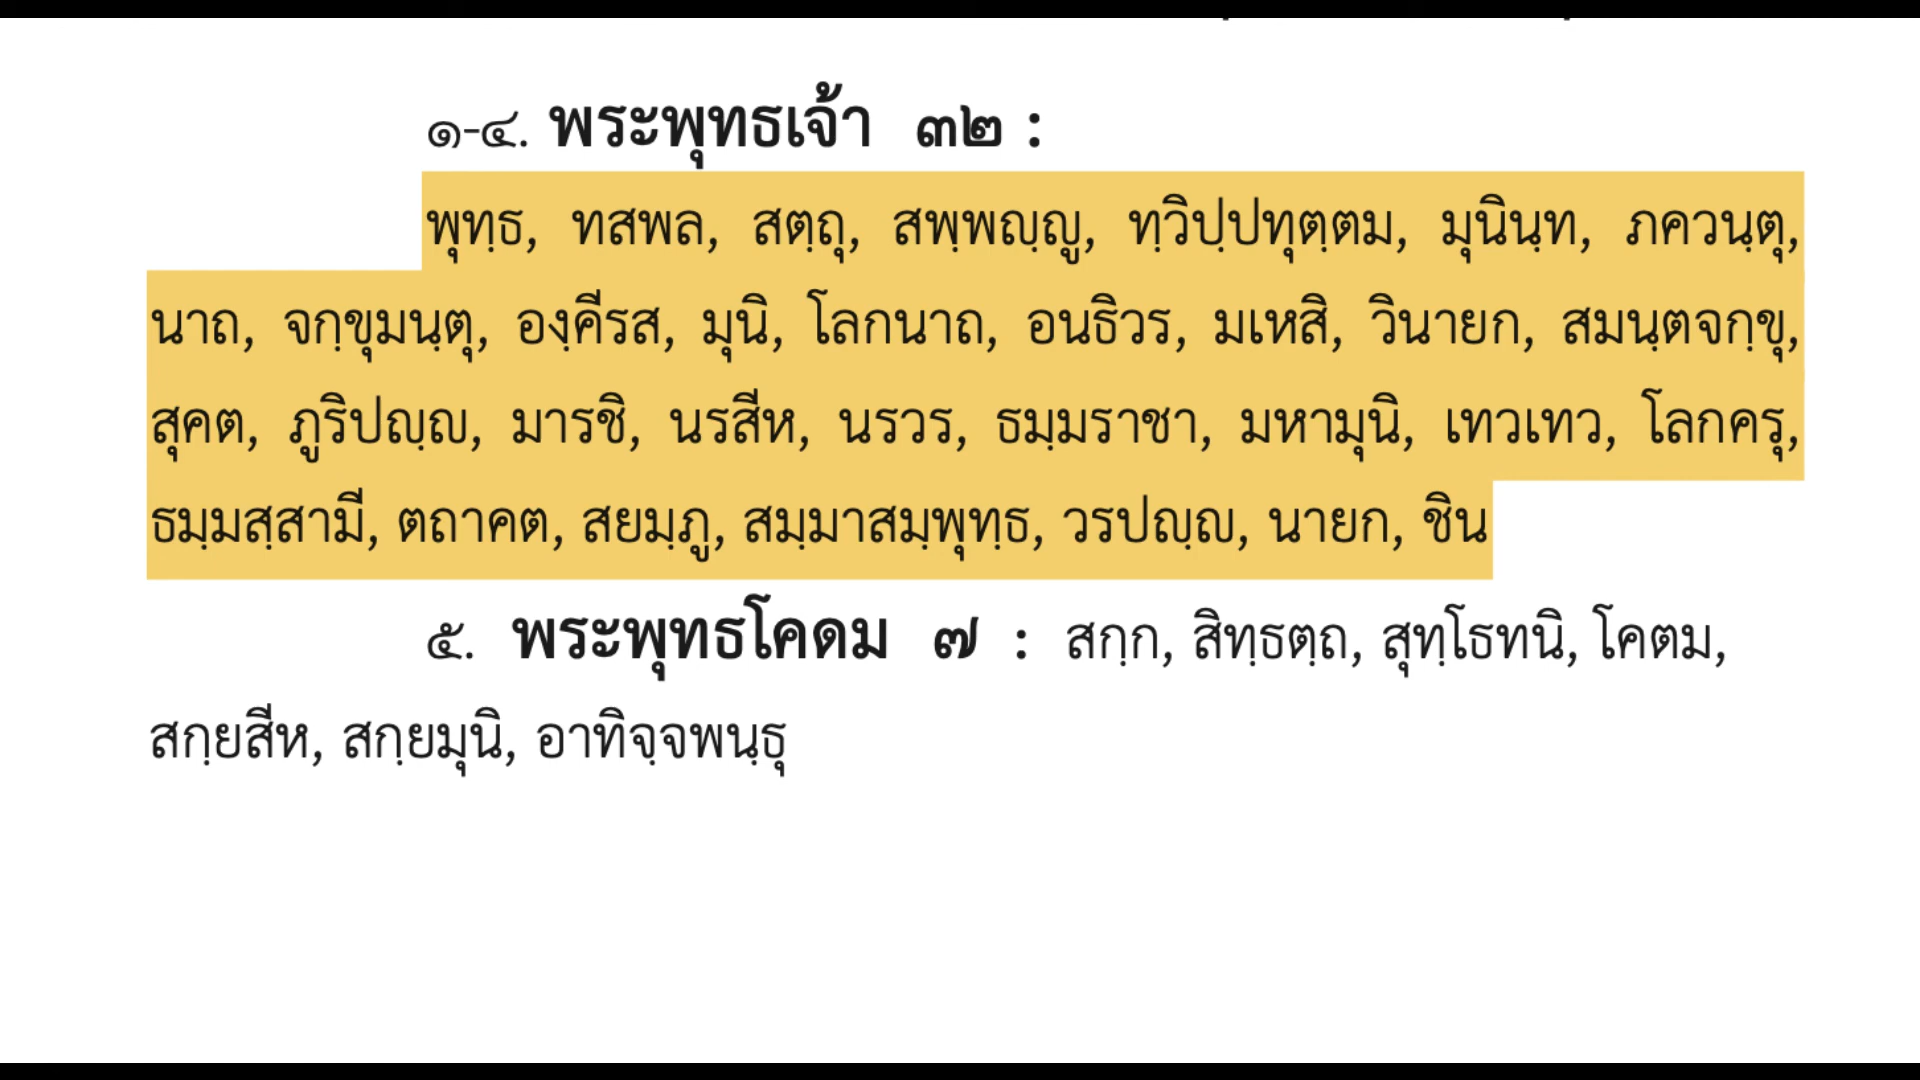 ๑-๔. พระพุทธเจ้า ๓๒ :
พุทฺธ, ทสพล, สตฺถุ, สพฺพญฺญู, ทฺวิปฺปทุตฺตม, มุนินฺท, ภควนฺตุ,
นาถ, จกฺขุมนฺตุ, องฺคีรส, มุนิ, โลกนาถ, อนธิวร, มเหสิ, วินายก, สมนฺตจกฺขุ,
สุคต, ภูริปญฺญ, มารชิ, นรสีห, นรวร, ธมฺมราชา, มหามุนิ, เทวเทว, โลกครุ,
ธมฺมสฺสามี, ตถาคต, สยมฺภู, สมฺมาสมฺพุทฺธ, วรปญฺญ, นายก, ชิน
๕. พระพุทธโคดม ๗ : สกฺก, สิทฺธตฺถ, สุทฺโธทนิ, โคตม,
สกฺยสีห, สกฺยมุนิ, อาทิจฺจพนฺธุ